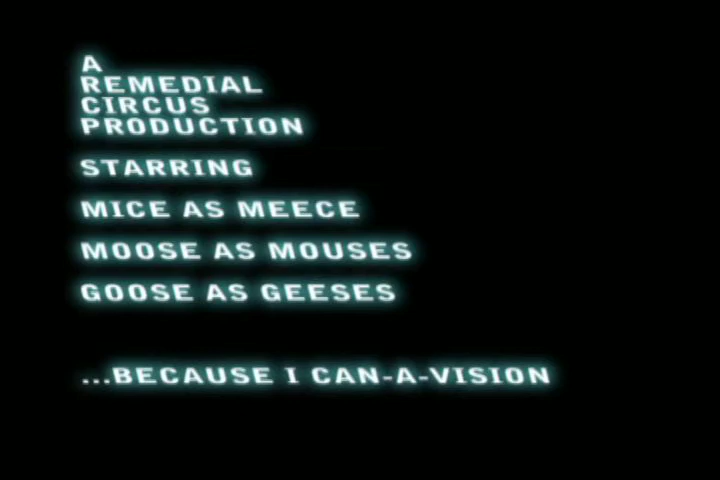 A
REMEDIAL
CIRCUS
PRODUCTION
STARRING
MICE AS MEECE
MOOSE AS MOUSES
GOOSE AS GEESES
...BECAUSE I CAN-A-VISION